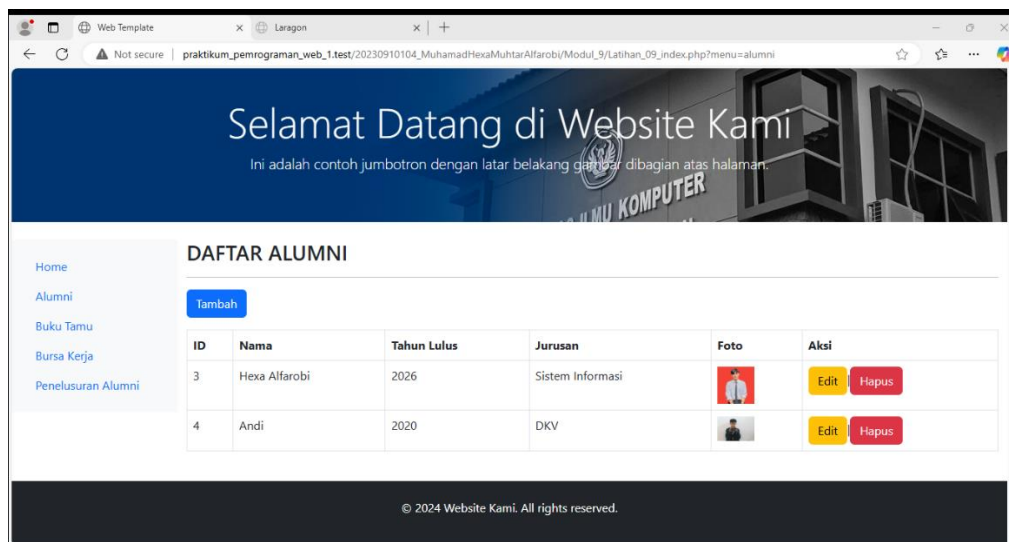 Web Template
Laragon
Not secure
praktikum_pemrograman_web_1.test/20230910104_MuhamadHexaMuhtarAlfarobi/Modul_9/Latihan_09_index.php?menu=alumni
Selamat Datang di Website Kami
Ini adalah contoh jumbotron dengan latar belakang gambar dibagian atas halaman.
ILMU KOMPUTER
Home
Alumni
Buku Tamu
Bursa Kerja
Penelusuran Alumni
DAFTAR ALUMNI
Tambah
ID Nama Tahun Lulus Jurusan Foto Aksi
3 Hexa Alfarobi 2026 Sistem Informasi Edit | Hapus
4 Andi 2020 DKV Edit | Hapus
© 2024 Website Kami. All rights reserved.